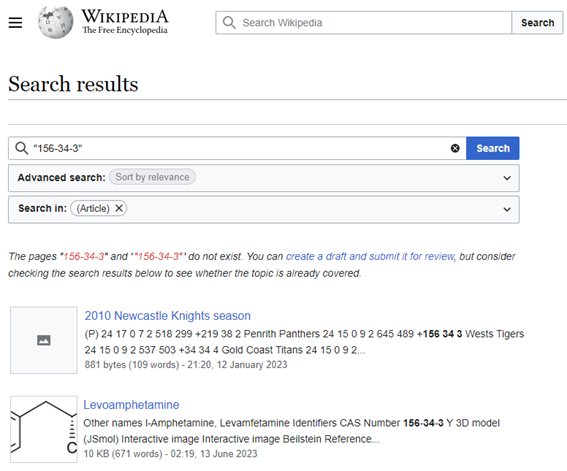 WIKIPEDIA
The Free Encyclopedia
Search Wikipedia
Search
Search results
"156-34-3"
Search
Advanced search: Sort by relevance
Search in: (Article)
The pages "156-34-3" and '"156-34-3"' do not exist. You can create a draft and submit it for review, but consider
checking the search results below to see whether the topic is already covered.
2010 Newcastle Knights season
(P) 24 17 0 7 2 518 299 +219 38 2 Penrith Panthers 24 15 0 9 2 645 489 +156 34 3 Wests Tigers
24 15 0 9 2 537 503 +34 34 4 Gold Coast Titans 24 15 0 9 2...
881 bytes (109 words) - 21:20, 12 January 2023
Levoamphetamine
Other names l-Amphetamine, Levamfetamine Identifiers CAS Number 156-34-3 Y 3D model
(JSmol) Interactive image Interactive image Beilstein Reference...
C
10 KB (671 words) - 02:19, 13 June 2023